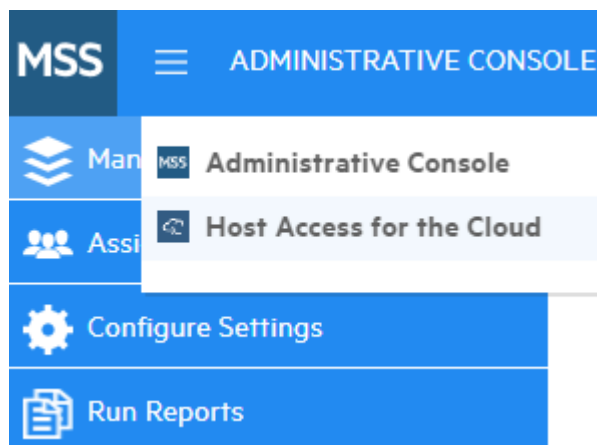 MSS ADMINISTRATIVE CONSOLE
Man MSS Administrative Console
Assi Host Access for the Cloud
Configure Settings
Run Reports